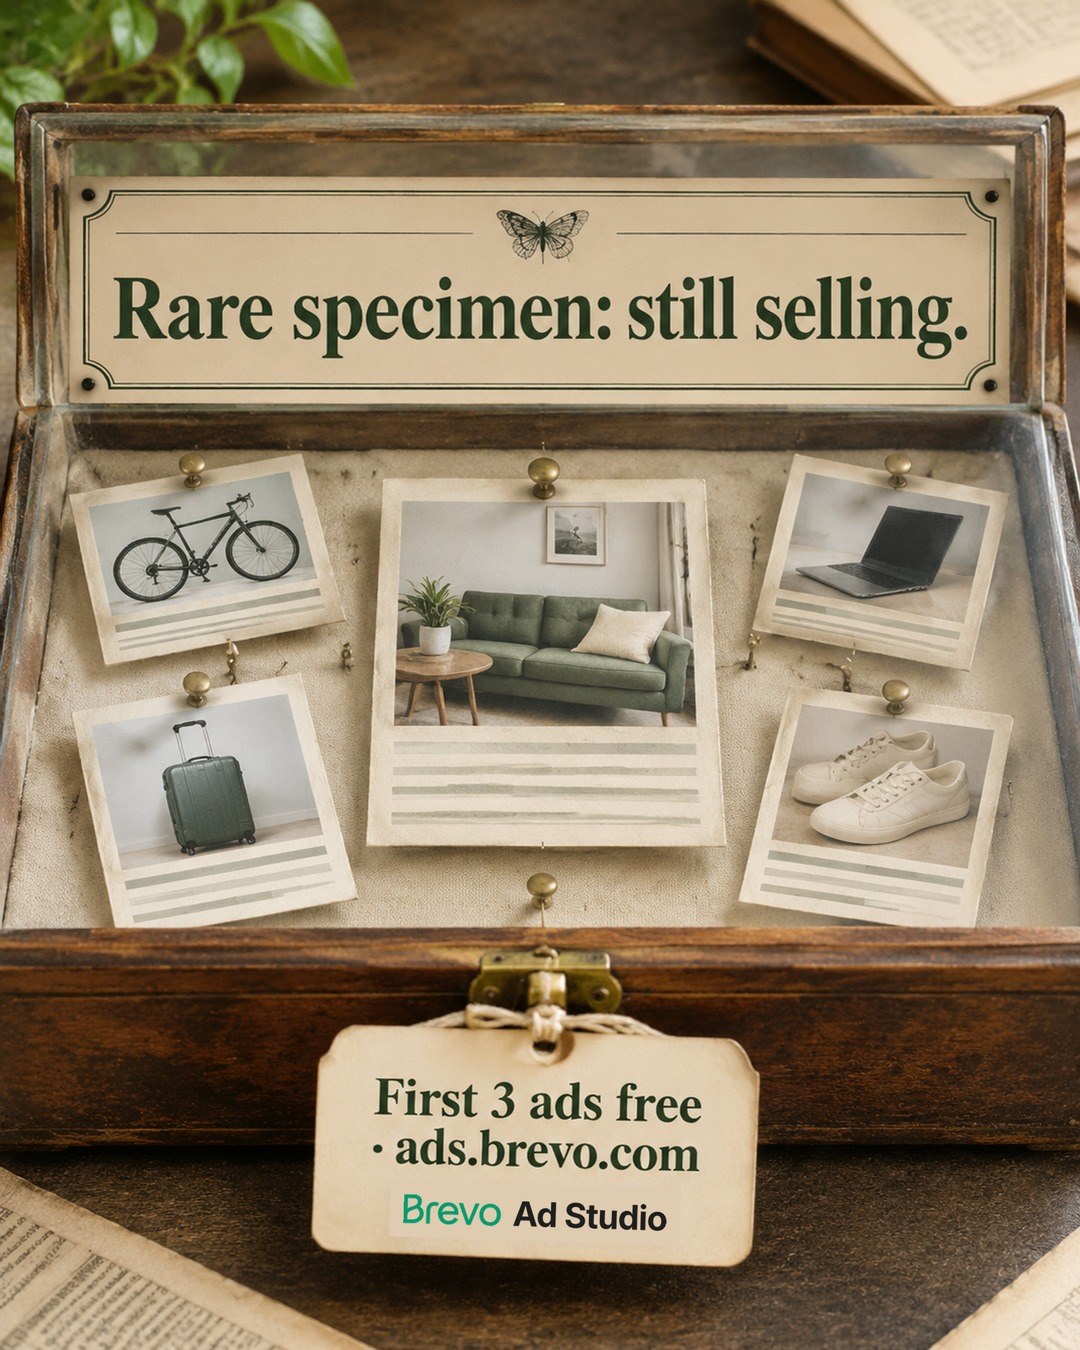 Rare specimen: still selling.
First 3 ads free
· ads.brevo.com
Brevo Ad Studio